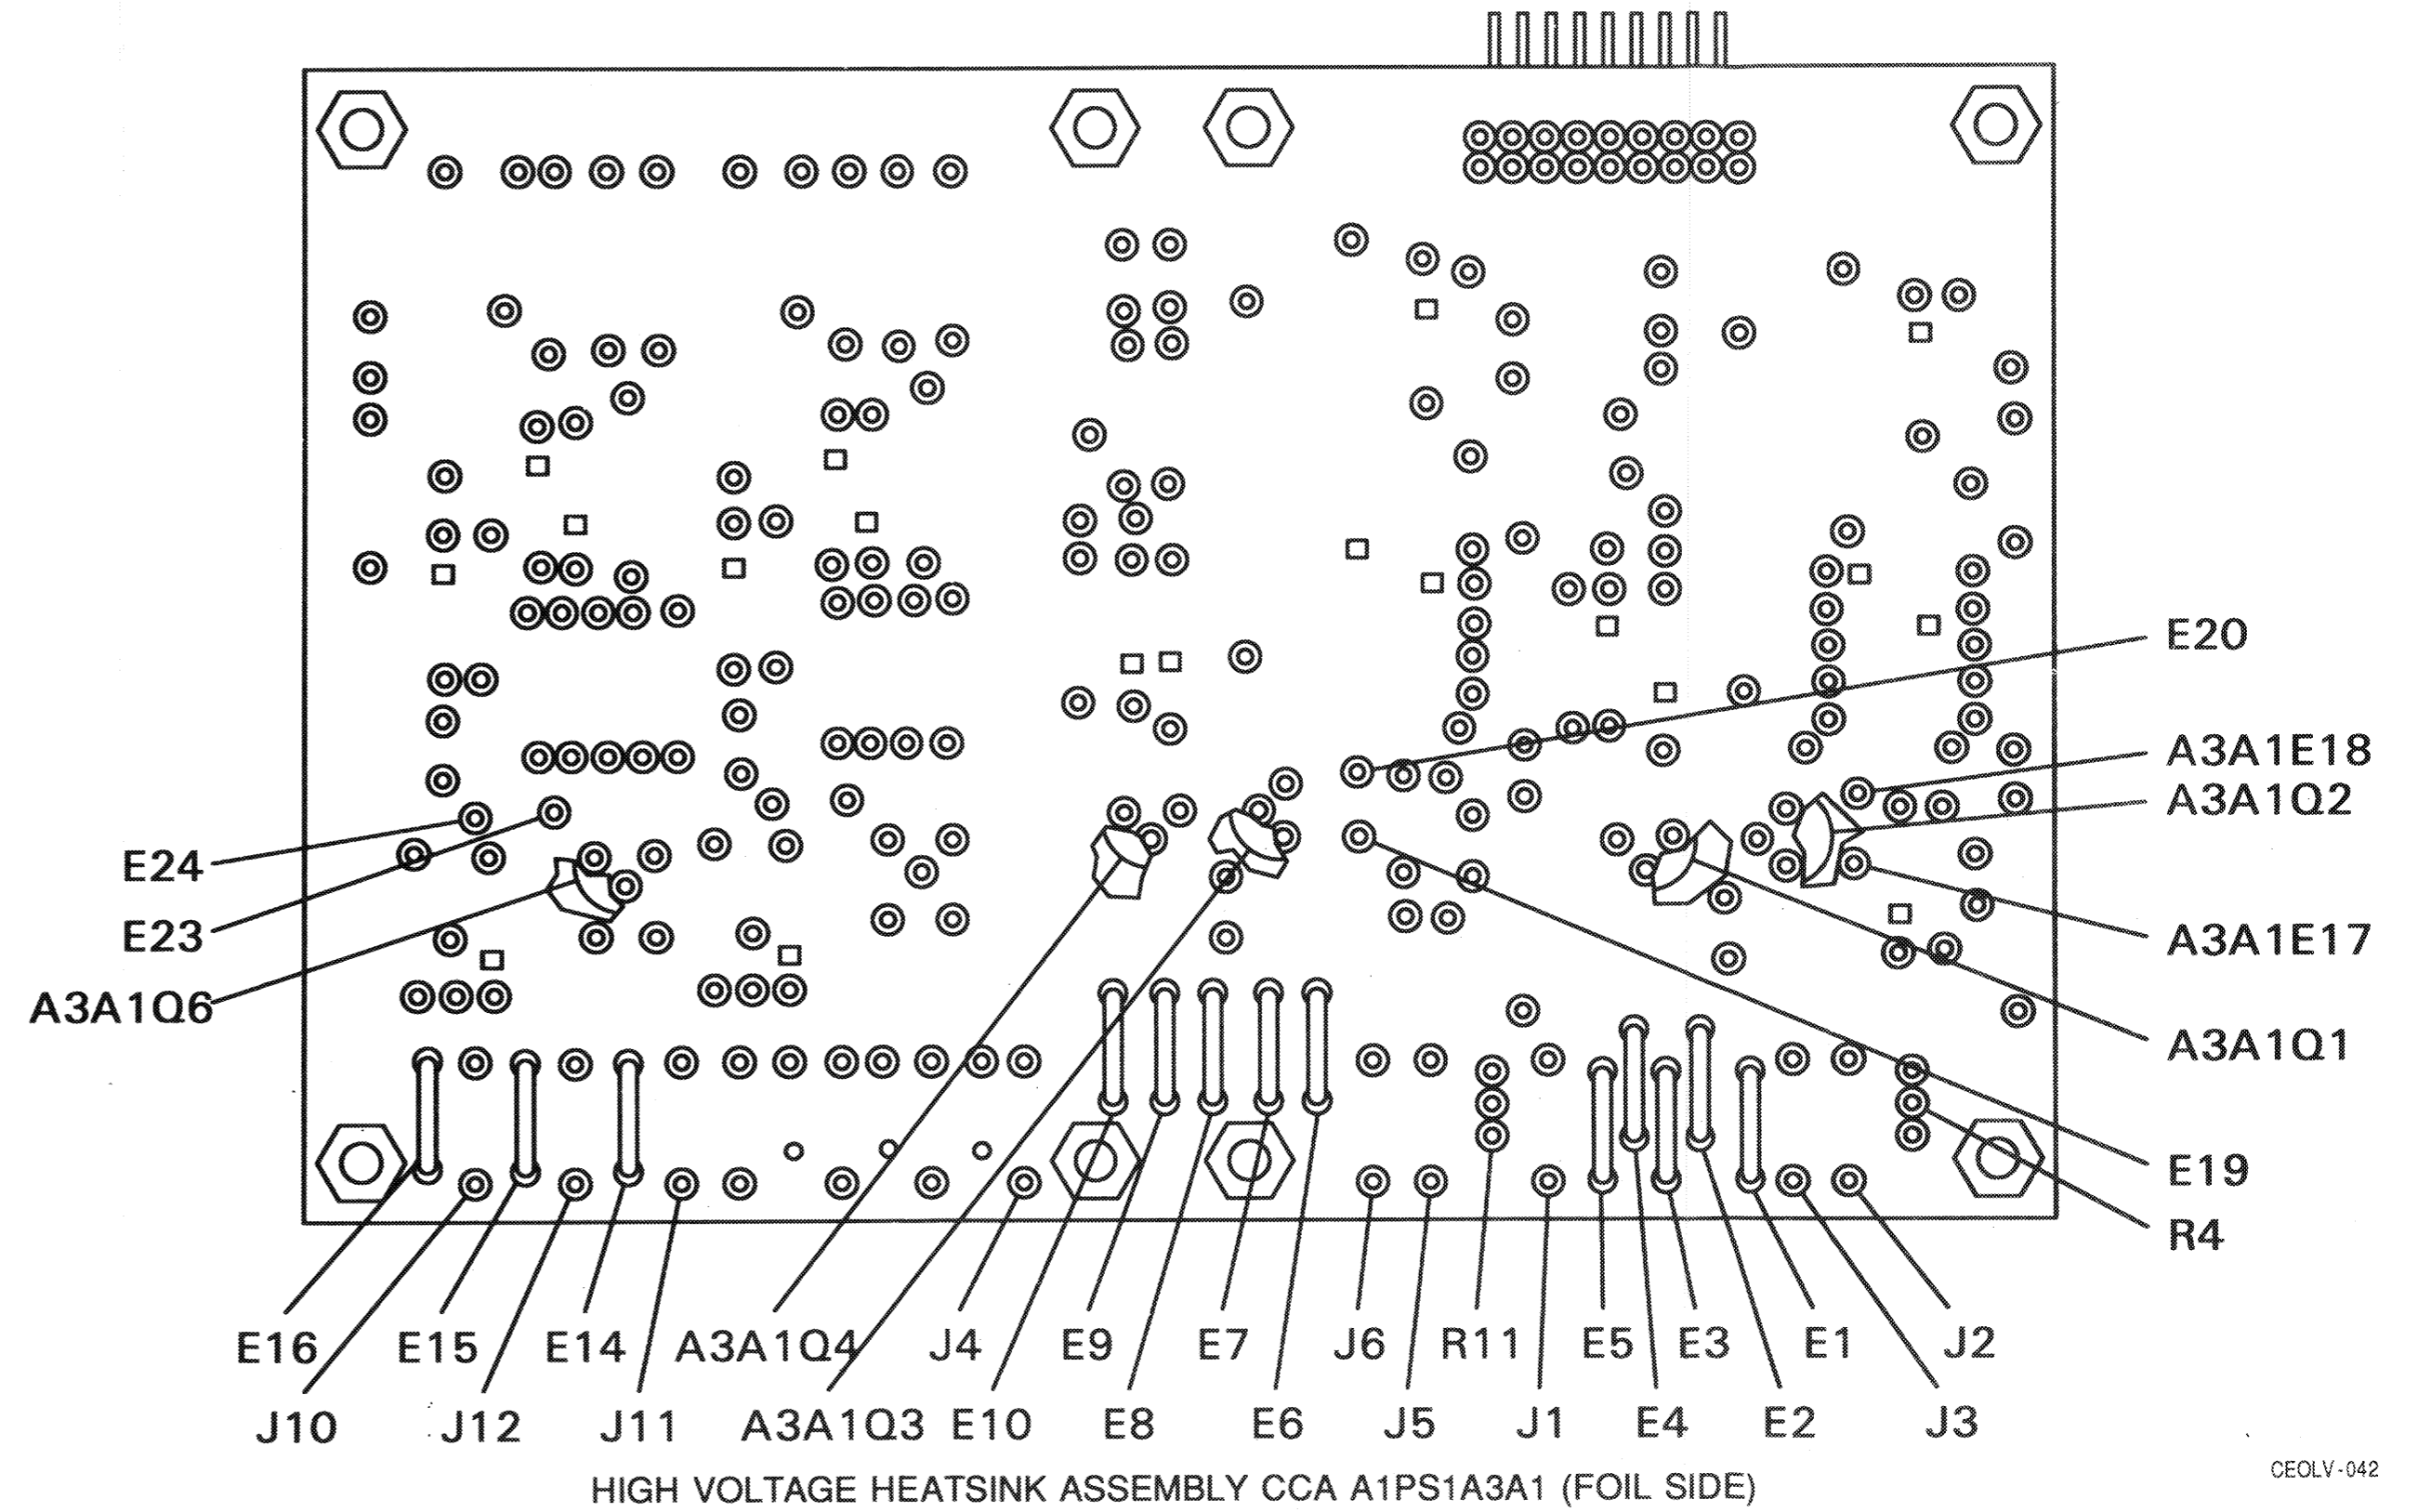 E20
A3A1E18
A3A1Q2
E24
E23
A3A1E17
A3A1Q6
A3A1Q1
E19
R4
E16 E15 E14 A3A1Q4 J4 E9 E7 J6 R11 E5 E3 E1 J2
J10 J12 J11 A3A1Q3 E10 E8 E6 J5 J1 E4 E2 J3
CEOLV-042
HIGH VOLTAGE HEATSINK ASSEMBLY CCA A1PS1A3A1 (FOIL SIDE)